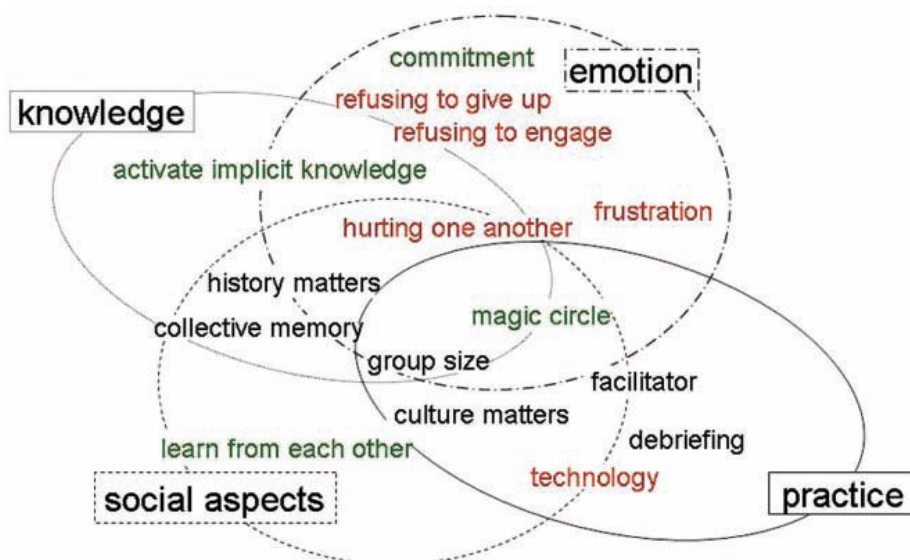 commitment
emotion
refusing to give up
knowledge
refusing to engage
activate implicit knowledge
frustration
hurting one another
history matters
magic circle
collective memory
group size
facilitator
culture matters
debriefing
learn from each other
technology
social aspects
practice